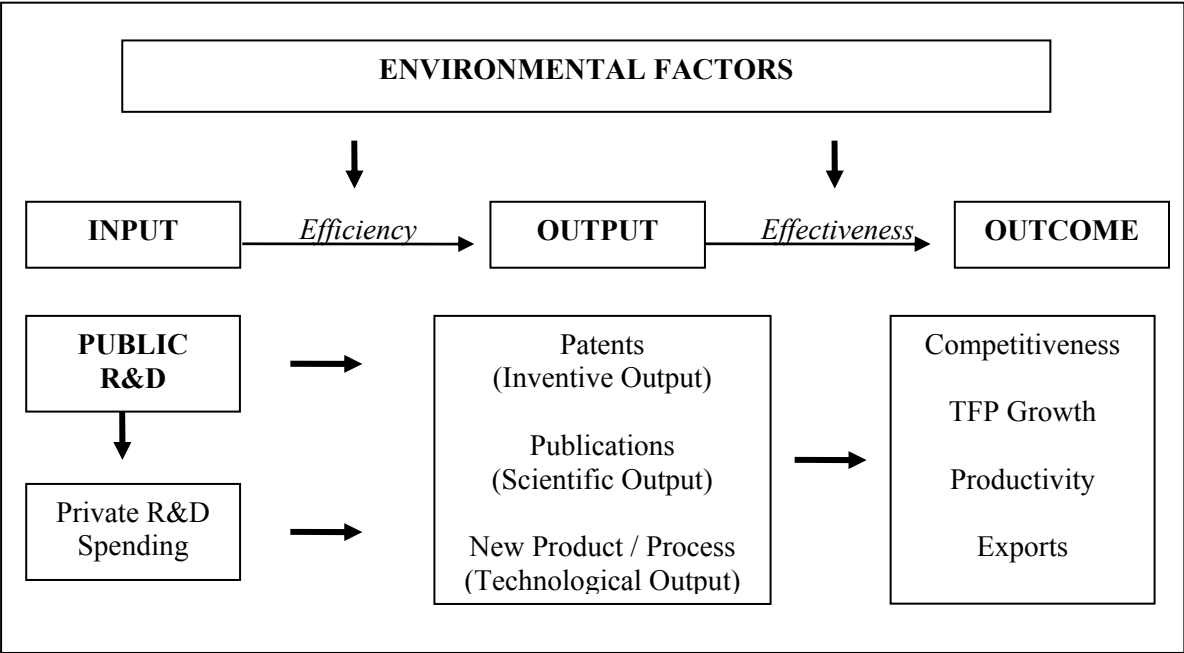 ENVIRONMENTAL FACTORS
INPUT
Efficiency
OUTPUT
Effectiveness
OUTCOME
PUBLIC
R&D
Private R&D
Spending
Patents
(Inventive Output)
Publications
(Scientific Output)
New Product / Process
(Technological Output)
Competitiveness
TFP Growth
Productivity
Exports